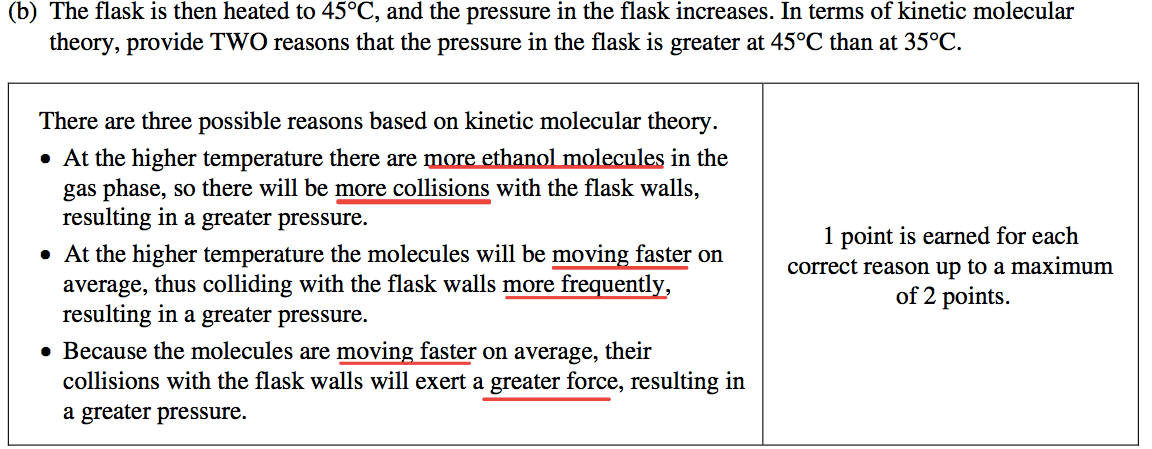 (b) The flask is then heated to 45°C, and the pressure in the flask increases. In terms of kinetic molecular
theory, provide TWO reasons that the pressure in the flask is greater at 45°C than at 35°C.
There are three possible reasons based on kinetic molecular theory.
• At the higher temperature there are more ethanol molecules in the
gas phase, so there will be more collisions with the flask walls,
resulting in a greater pressure.
• At the higher temperature the molecules will be moving faster on
average, thus colliding with the flask walls more frequently,
resulting in a greater pressure.
• Because the molecules are moving faster on average, their
collisions with the flask walls will exert a greater force, resulting in
a greater pressure.
1 point is earned for each
correct reason up to a maximum
of 2 points.